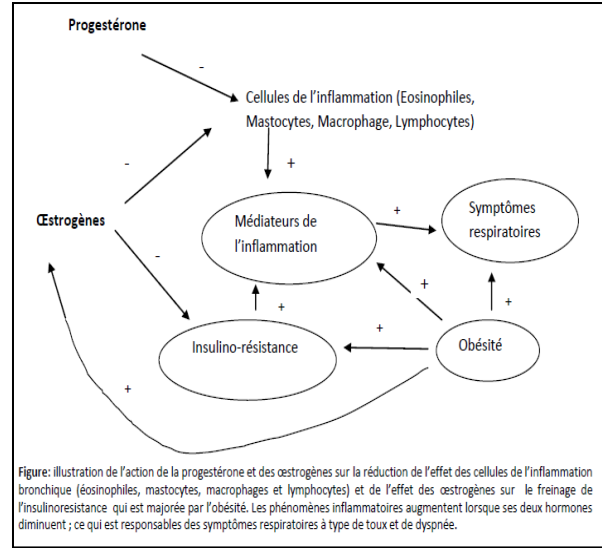 Progestérone
-
Cellules de l'inflammation (Eosinophiles,
Mastocytes, Macrophage, Lymphocytes)
-
+
Œstrogènes
Médiateurs de
l'inflammation
+
Symptômes
respiratoires
-
+
+
+
+
Insulino-résistance
Obésité
+
Figure: illustration de l'action de la progestérone et des œstrogènes sur la réduction de l'effet des cellules de l'inflammation
bronchique (éosinophiles, mastocytes, macrophages et lymphocytes) et de l'effet des œstrogènes sur le freinage de
l'insulinoresistance qui est majorée par l'obésité. Les phénomènes inflammatoires augmentent lorsque ses deux hormones
diminuent ; ce qui est responsables des symptômes respiratoires à type de toux et de dyspnée.